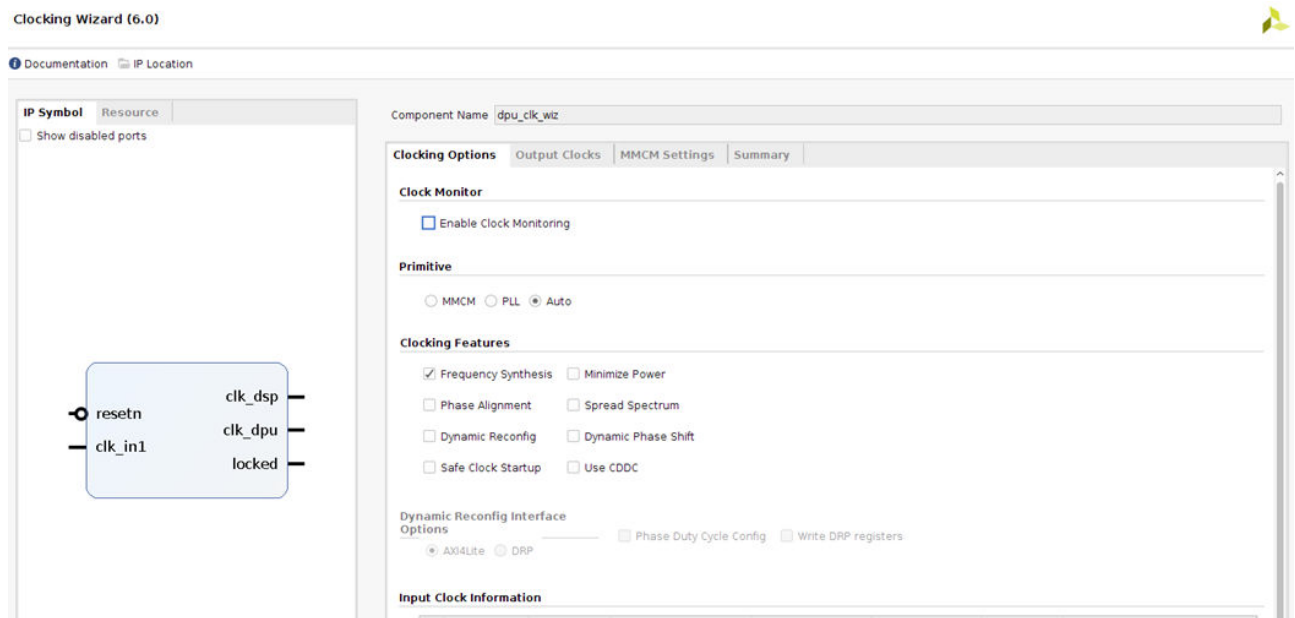 Clocking Wizard (6.0)
Documentation IP Location
IP Symbol Resource
Show disabled ports
resetn
clk_in1
clk_dsp
clk_dpu
locked
Component Name dpu_clk_wiz
Clocking Options Output Clocks MMCM Settings Summary
Clock Monitor
Enable Clock Monitoring
Primitive
MMCM PLL Auto
Clocking Features
Frequency Synthesis Minimize Power
Phase Alignment Spread Spectrum
Dynamic Reconfig Dynamic Phase Shift
Safe Clock Startup Use CDDC
Dynamic Reconfig Interface
Options
Phase Duty Cycle Config Write DRP registers
AXI4Lite DRP
Input Clock Information